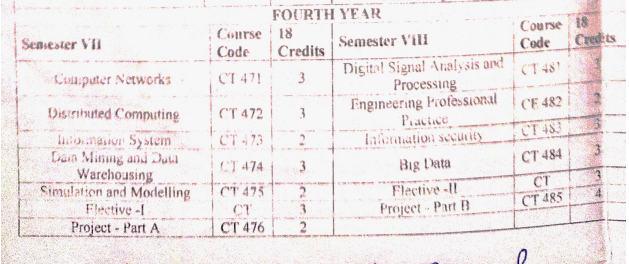 FOURTH YEAR
Semester VII Course Code 18 Credits Semester VIII Course Code 18 Credits
Computer Networks CT 471 3 Digital Signal Analysis and Processing CT 481
Distributed Computing CT 472 3 Engineering Professional Practice CE 482 2
Information System CT 473 2 Information security CT 483 3
Data Mining and Data Warehousing CT 474 3 Big Data CT 484 3
Simulation and Modelling CT 475 2 Elective -II CT 3
Elective -I CT 3 Project - Part B CT 485 4
Project - Part A CT 476 2